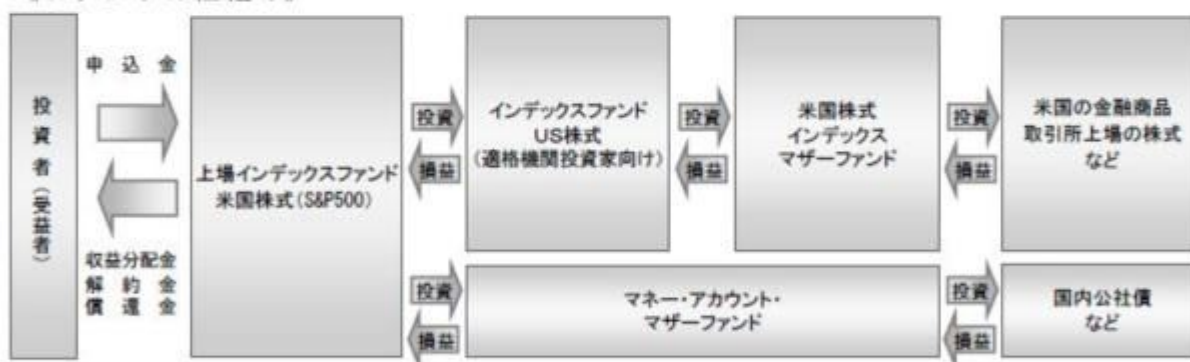 投資者（受益者）
申込金
収益分配金
解約金
償還金
上場インデックスファンド
米国株式（S&P500）
投資
損益
インデックスファンド
US株式
（適格機関投資家向け）
投資
損益
米国株式
インデックス
マザーファンド
投資
損益
米国の金融商品
取引所上場の株式
など
投資
損益
マネー・アカウント・
マザーファンド
投資
損益
国内公社債
など